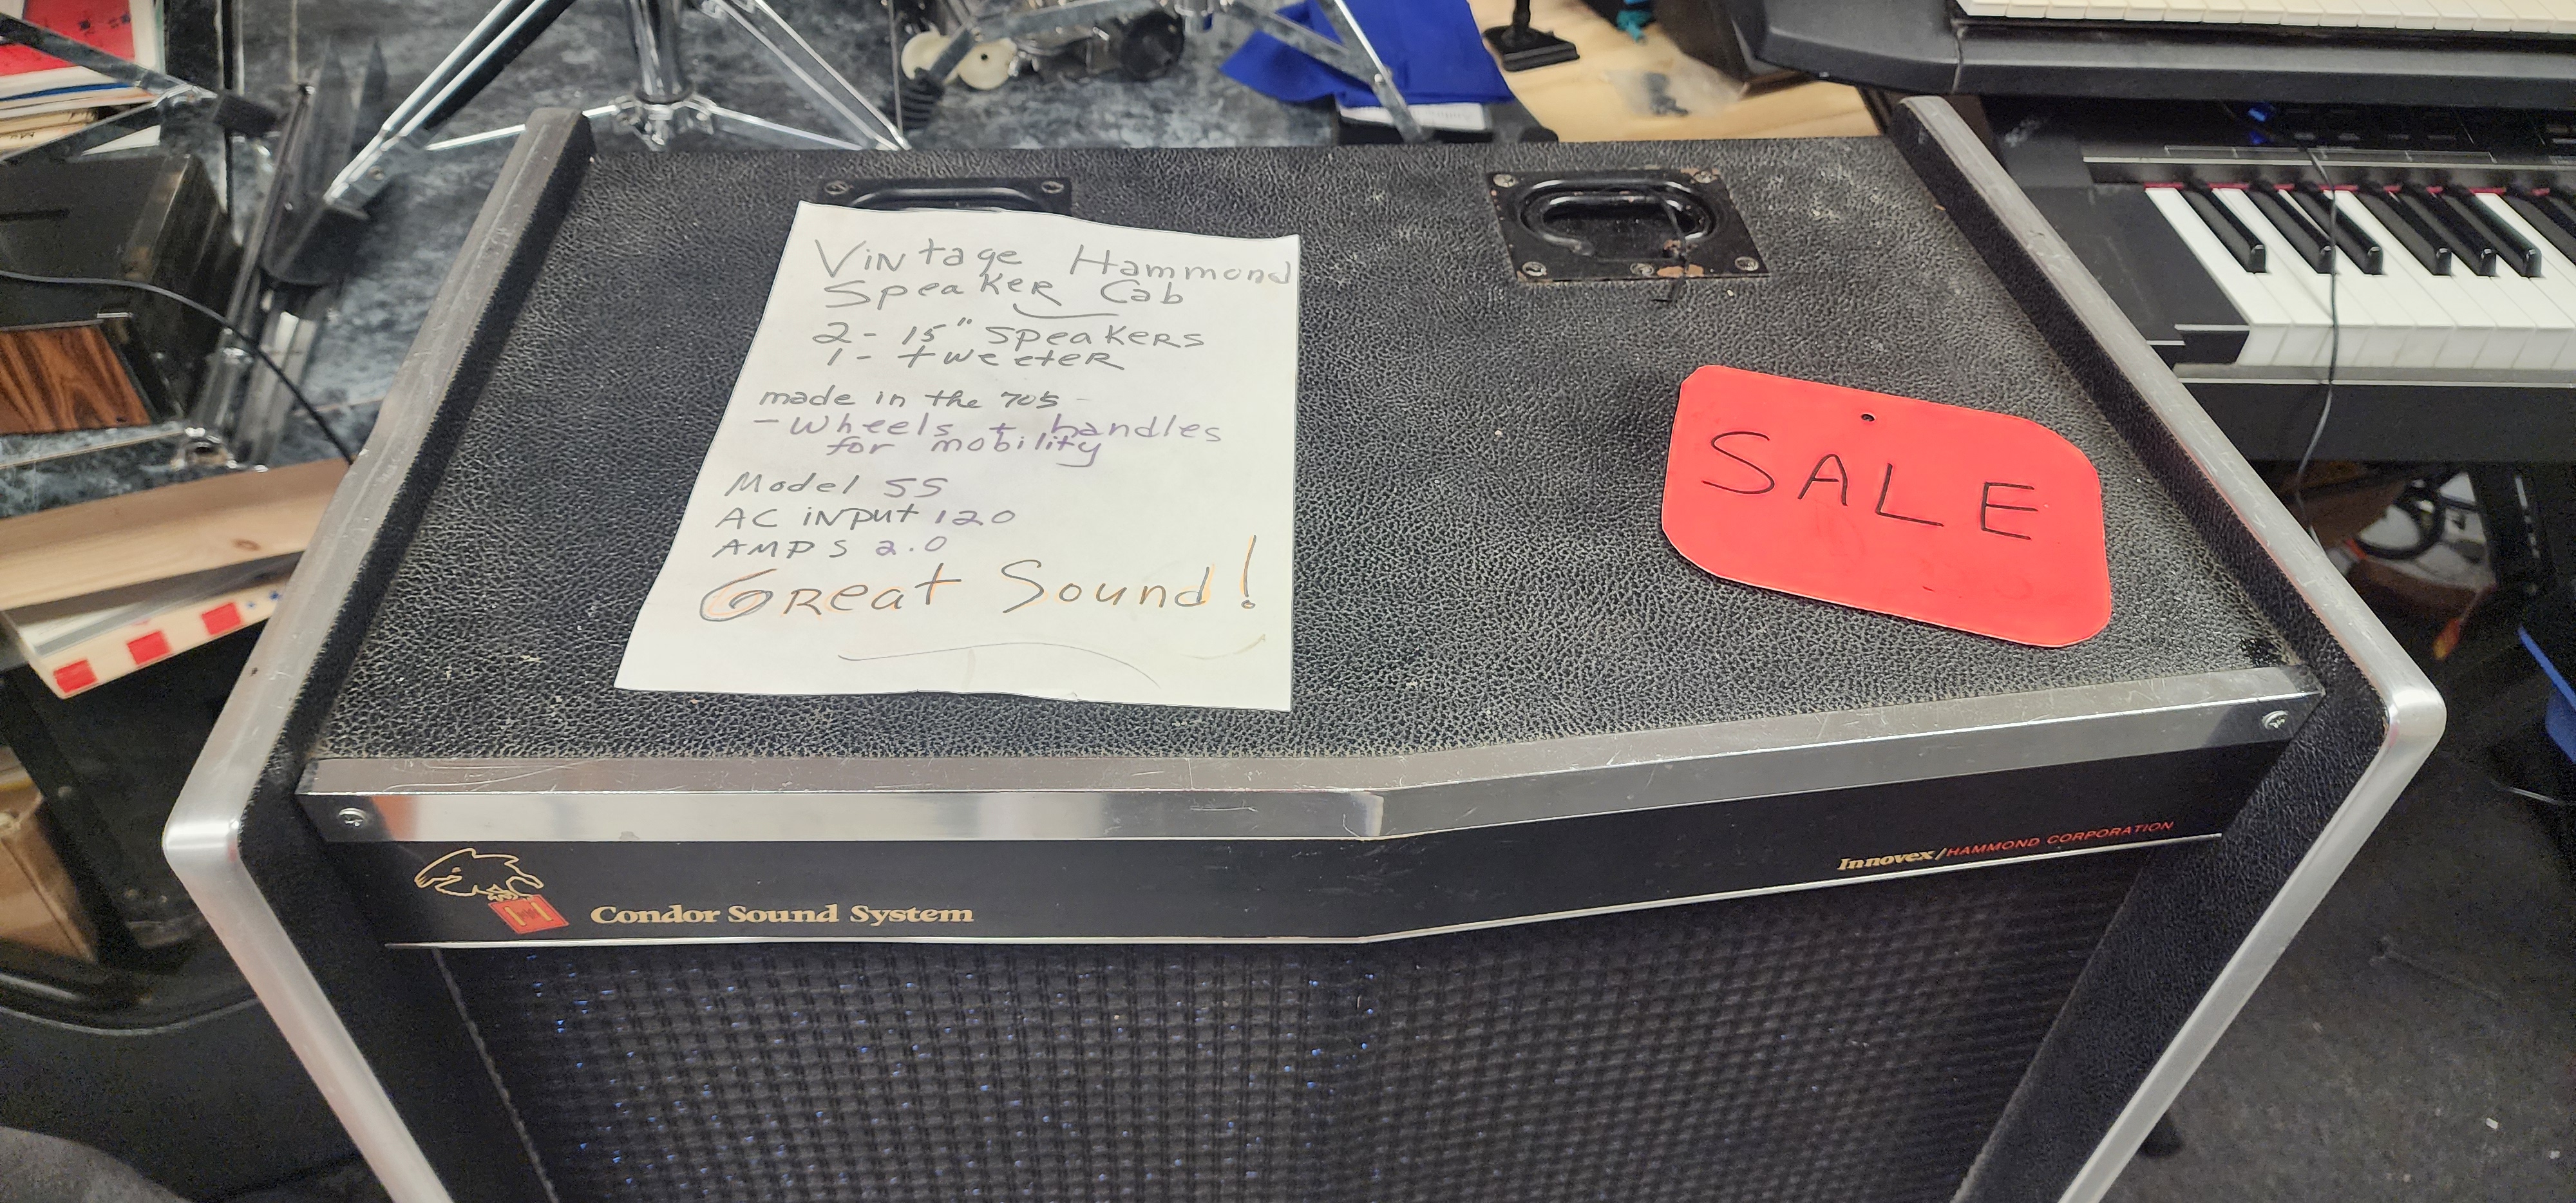 Vintage Hammond
Speaker Cab
2 - 15" speakers
1 - tweeter
made in the 70s -
- Wheels + handles
for mobility
Model SS
AC input 120
AMPS 2.0
Great Sound!
SALE
Condor Sound System
Innovex/HAMMOND CORPORATION